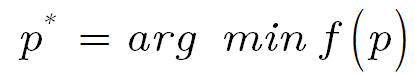 p* = arg min f(p)